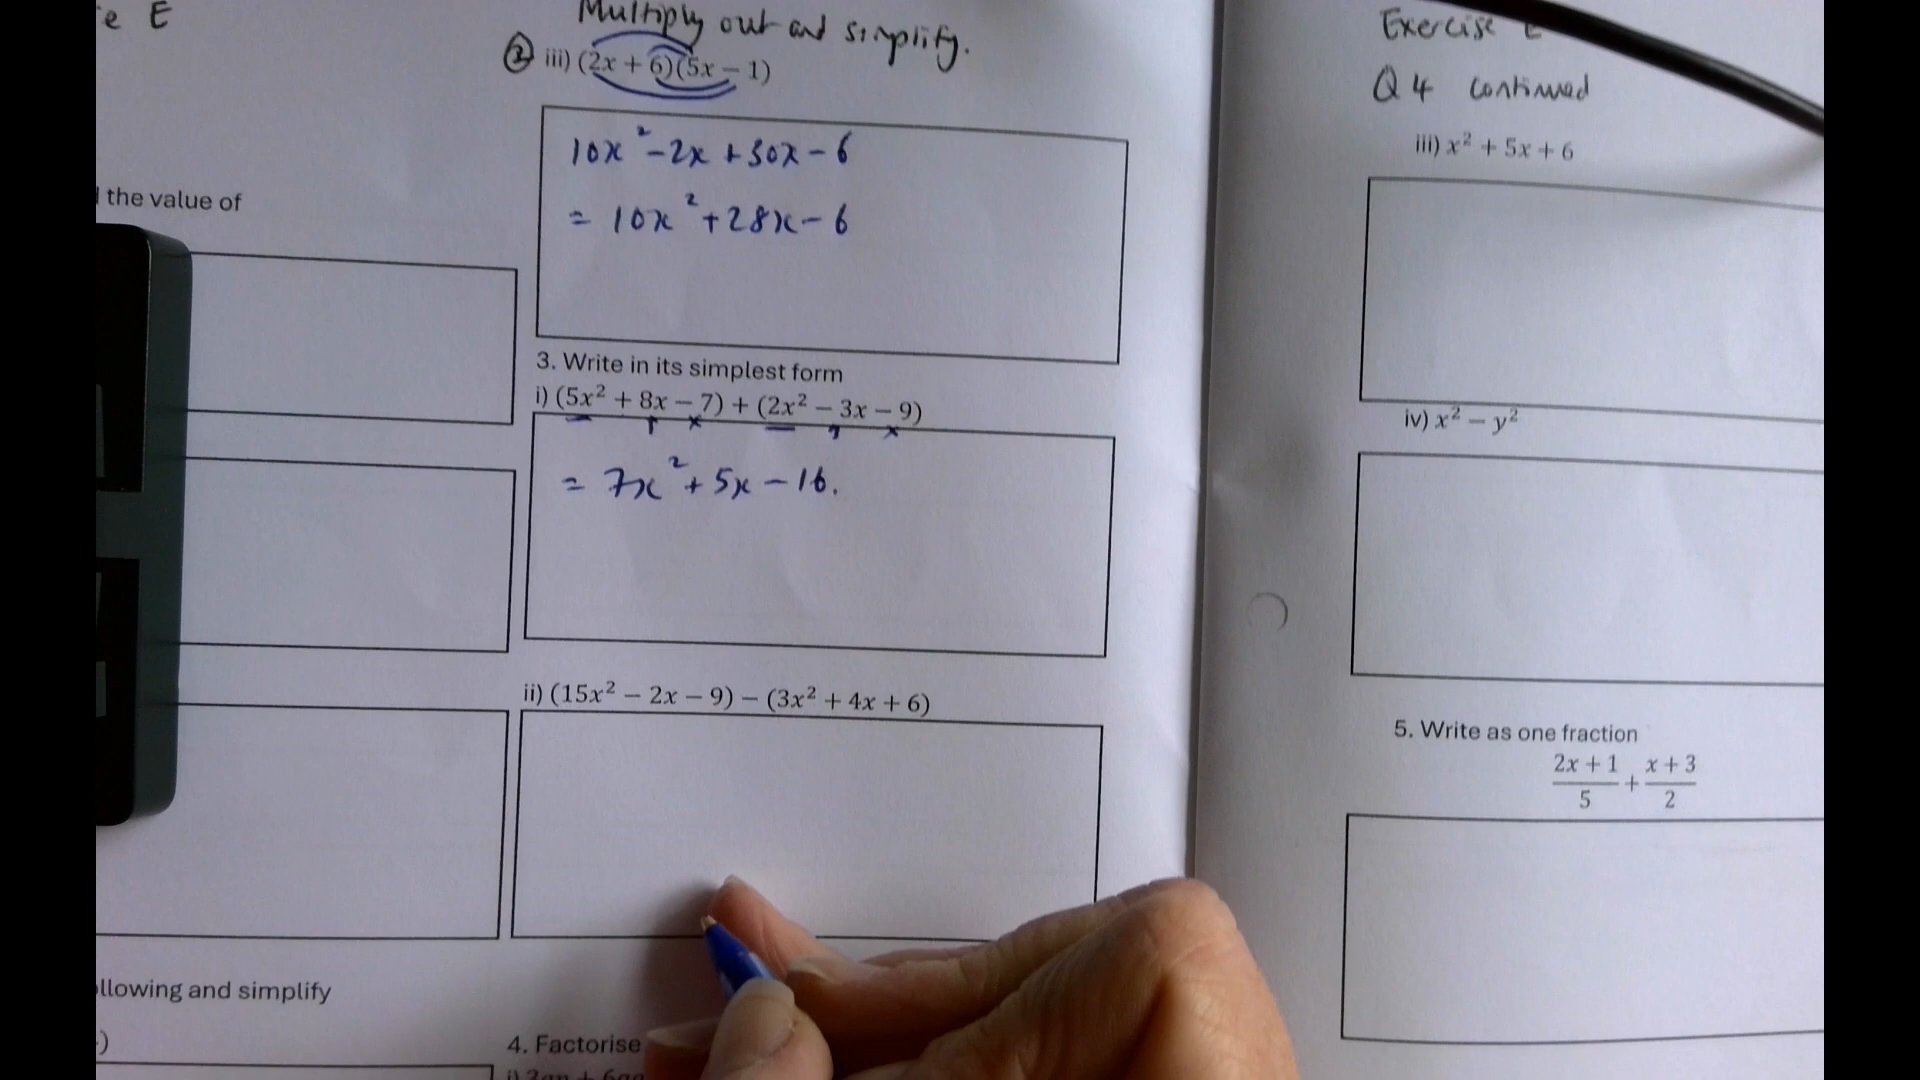 e E
the value of
llowing and simplify
)
Multiply out and simplify.
② iii) (2x + 6)(5x − 1)
10x² −2x +30x − 6
= 10x² +28x − 6
3. Write in its simplest form
i) (5x² + 8x − 7) + (2x² − 3x − 9)
= 7x² + 5x − 16.
ii) (15x² − 2x − 9) − (3x² + 4x + 6)
4. Factorise
Exercise E
Q 4 continued
iii) x² + 5x + 6
iv) x² − y²
5. Write as one fraction
2x + 1 x + 3
+
5 2